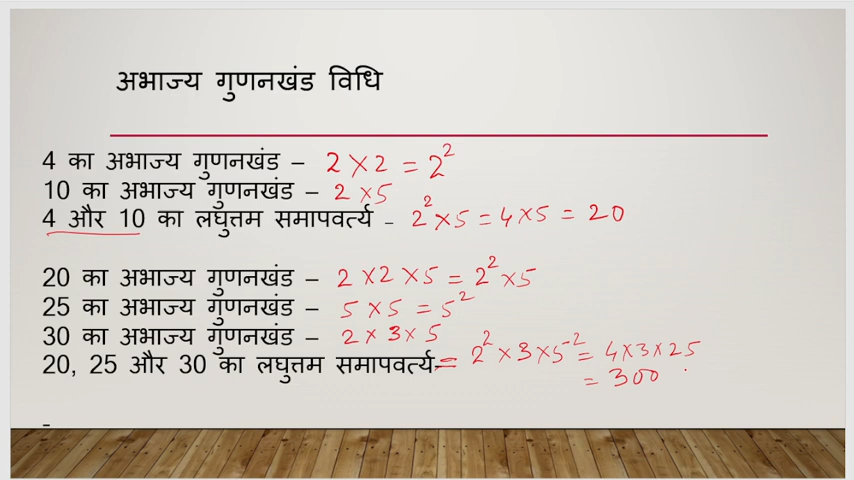 अभाज्य गुणनखंड विधि
4 का अभाज्य गुणनखंड – 2 × 2 = 2²
10 का अभाज्य गुणनखंड – 2 × 5
4 और 10 का लघुत्तम समापवर्त्य - 2² × 5 = 4 × 5 = 20
20 का अभाज्य गुणनखंड – 2 × 2 × 5 = 2² × 5
25 का अभाज्य गुणनखंड – 5 × 5 = 5²
30 का अभाज्य गुणनखंड – 2 × 3 × 5
20, 25 और 30 का लघुत्तम समापवर्त्य- = 2² × 3 × 5² = 4 × 3 × 25
= 300
-